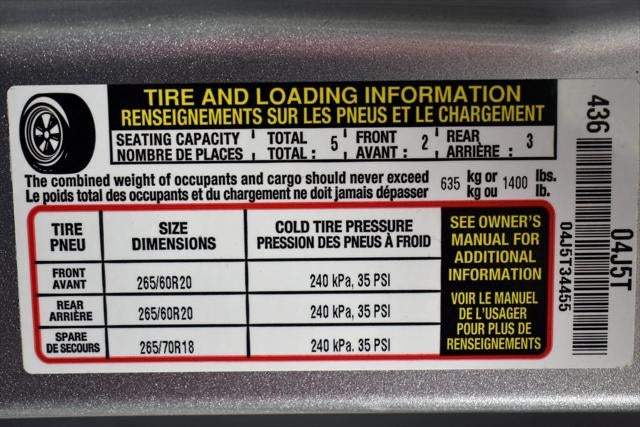 TIRE AND LOADING INFORMATION
RENSEIGNEMENTS SUR LES PNEUS ET LE CHARGEMENT
SEATING CAPACITY TOTAL 5 FRONT 2 REAR 3
NOMBRE DE PLACES TOTAL : AVANT : ARRIÈRE :
The combined weight of occupants and cargo should never exceed 635 kg or 1400 lbs.
Le poids total des occupants et du chargement ne doit jamais dépasser kg ou lb.
TIRE SIZE COLD TIRE PRESSURE
PNEU DIMENSIONS PRESSION DES PNEUS À FROID
FRONT
AVANT 265/60R20 240 kPa, 35 PSI
REAR
ARRIÈRE 265/60R20 240 kPa, 35 PSI
SPARE
DE SECOURS 265/70R18 240 kPa. 35 PSI
SEE OWNER'S
MANUAL FOR
ADDITIONAL
INFORMATION
VOIR LE MANUEL
DE L'USAGER
POUR PLUS DE
RENSEIGNEMENTS
436 04J5T
04J5T34455